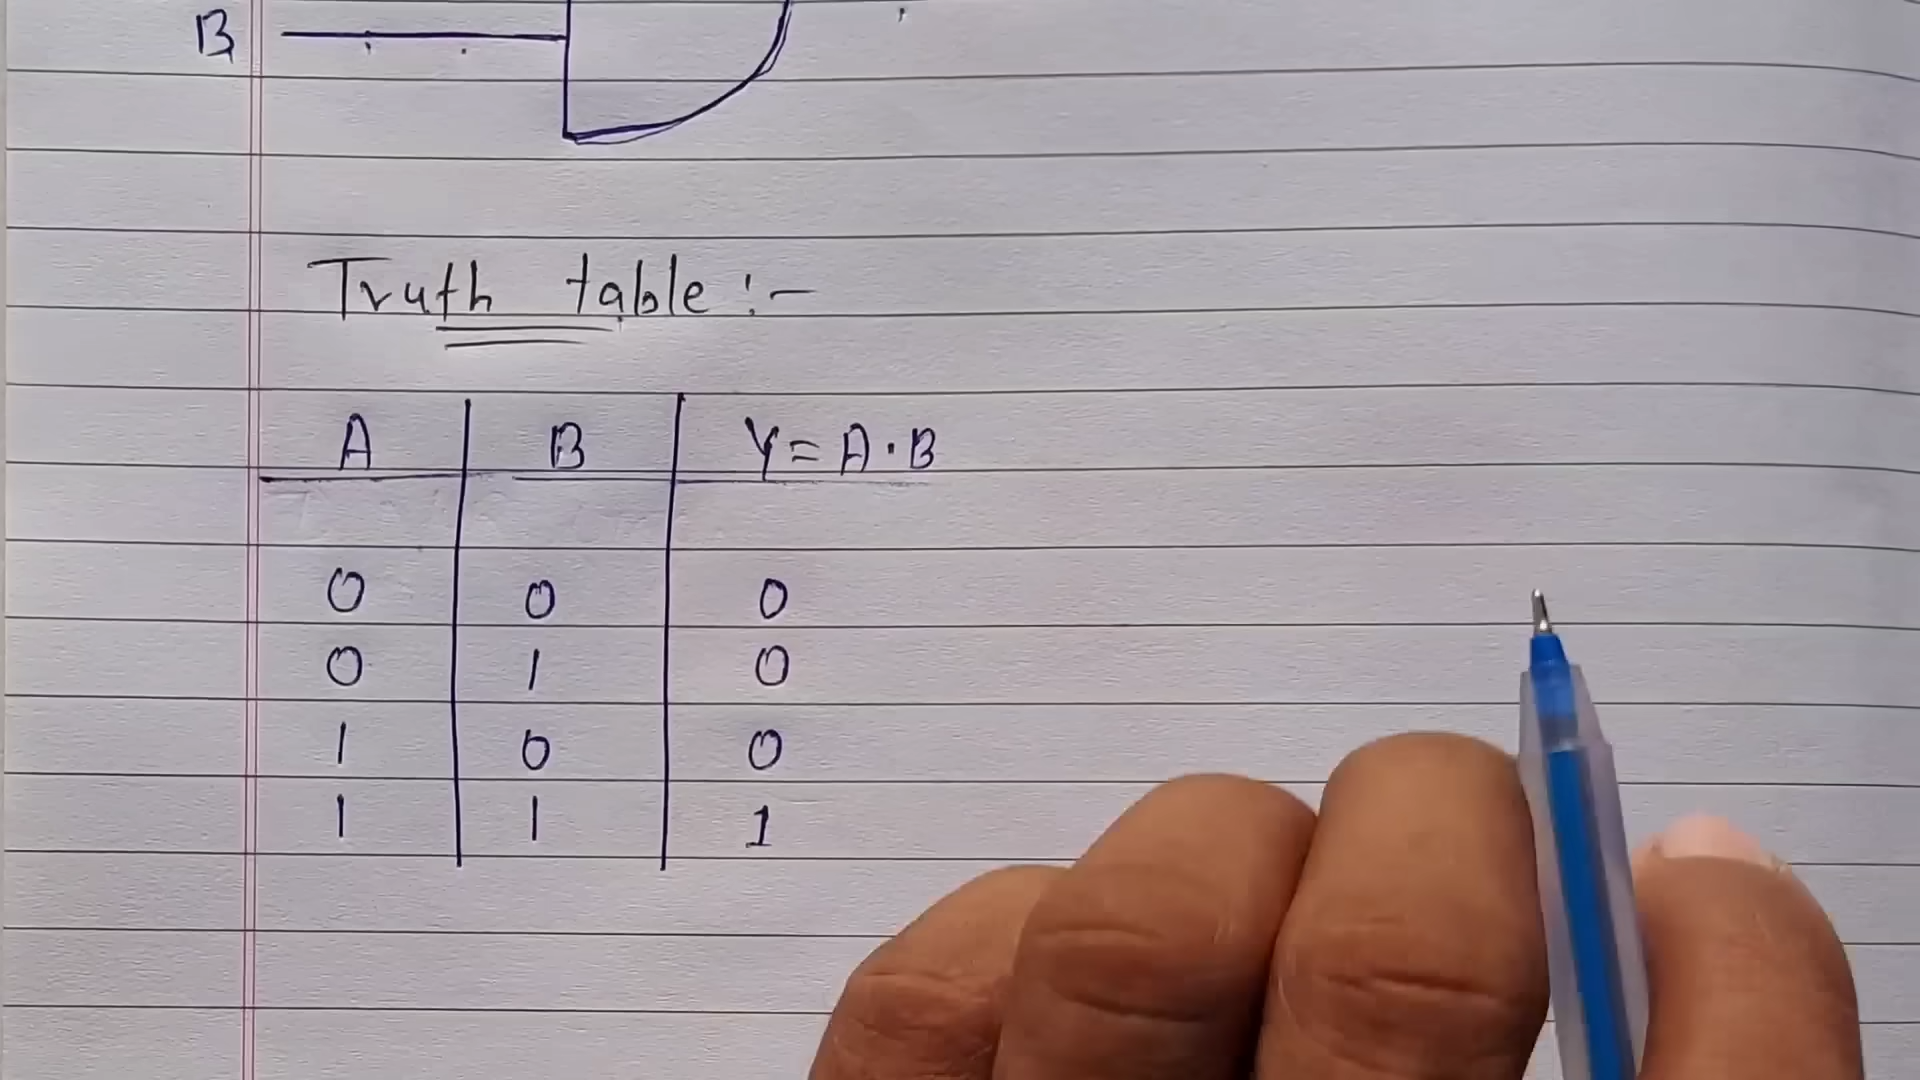 B
Truth table :-
A B Y = A · B
0 0 0
0 1 0
1 0 0
1 1 1